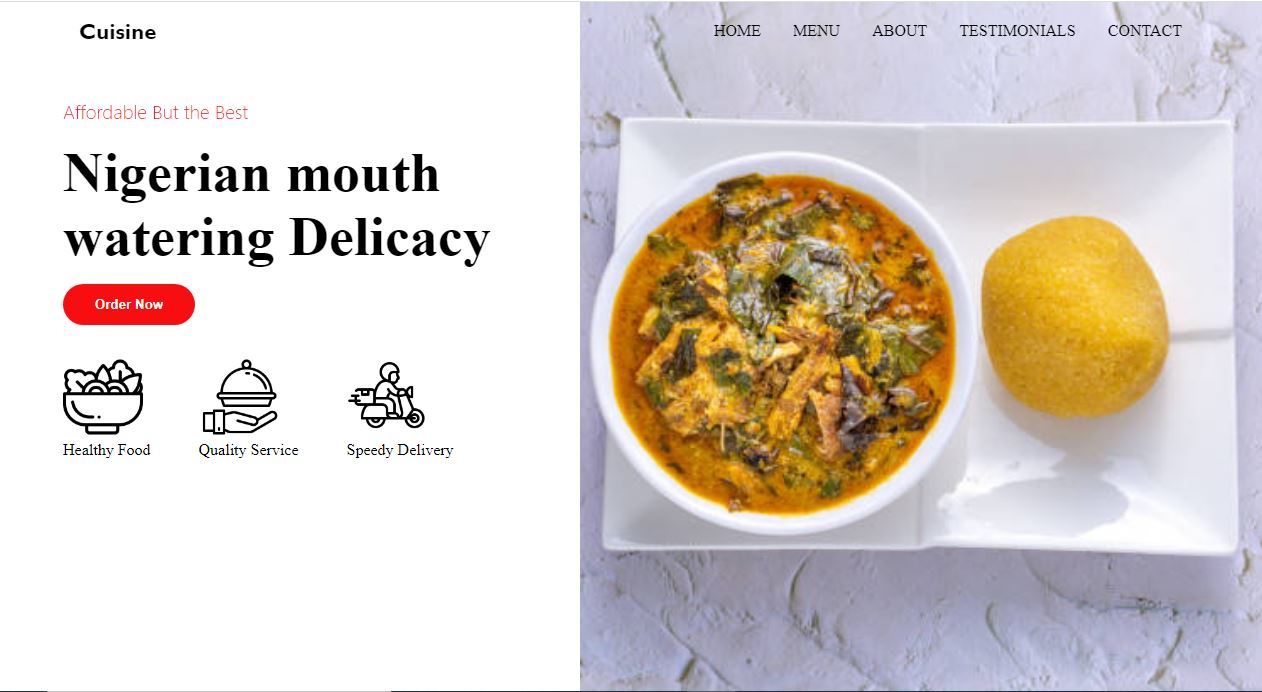 Cuisine
HOME MENU ABOUT TESTIMONIALS CONTACT
Affordable But the Best
Nigerian mouth
watering Delicacy
Order Now
Healthy Food Quality Service Speedy Delivery